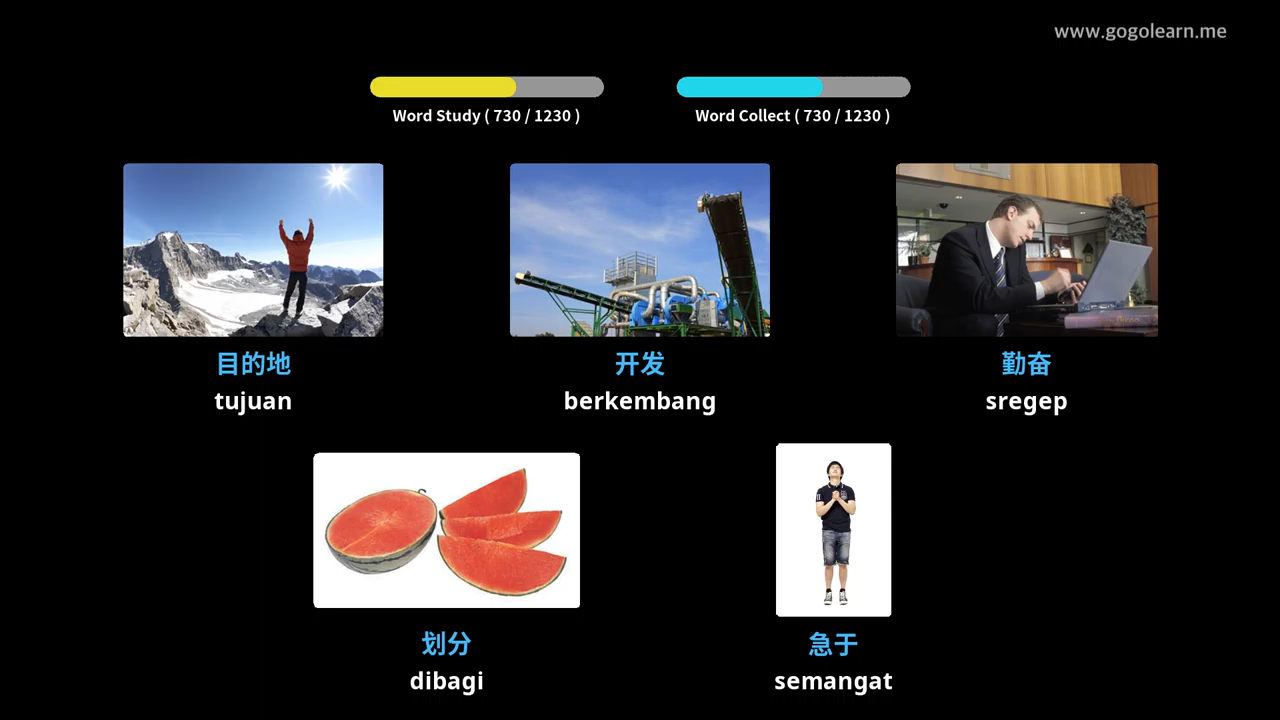 www.gogolearn.me
Word Study ( 730 / 1230 )
Word Collect ( 730 / 1230 )
目的地
tujuan
开发
berkembang
勤奋
sregep
划分
dibagi
急于
semangat